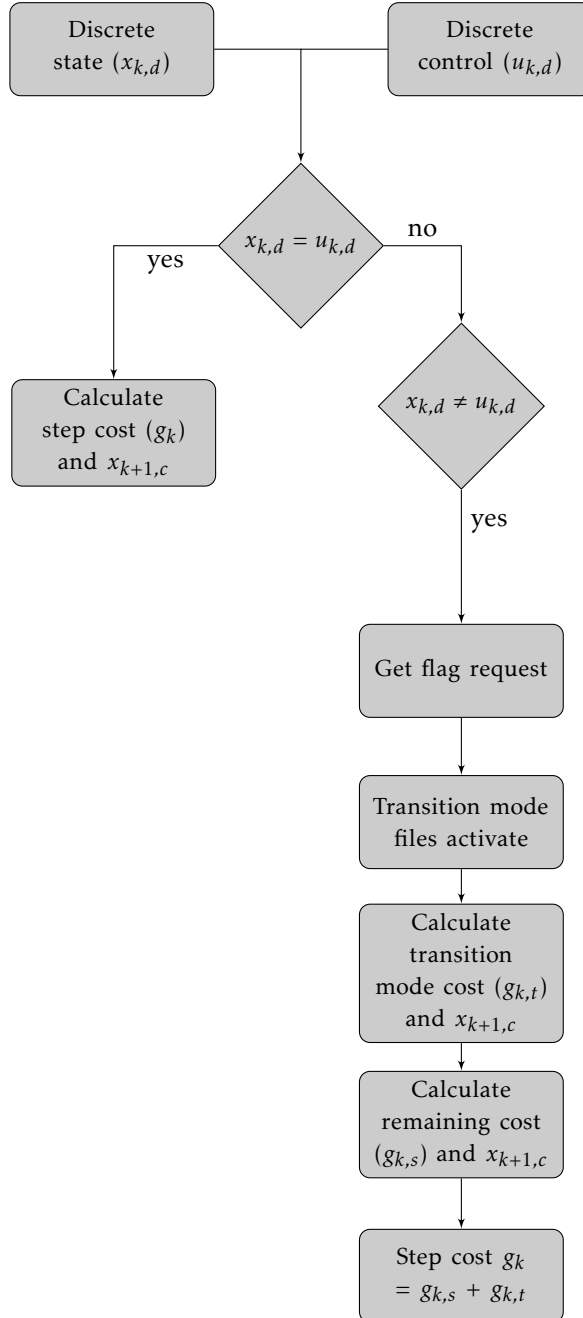 Discrete
state (x_{k,d})
Discrete
control (u_{k,d})
x_{k,d} = u_{k,d}
yes
no
Calculate
step cost (g_k)
and x_{k+1,c}
x_{k,d} ≠ u_{k,d}
yes
Get flag request
Transition mode
files activate
Calculate
transition
mode cost (g_{k,t})
and x_{k+1,c}
Calculate
remaining cost
(g_{k,s}) and x_{k+1,c}
Step cost g_k
= g_{k,s} + g_{k,t}